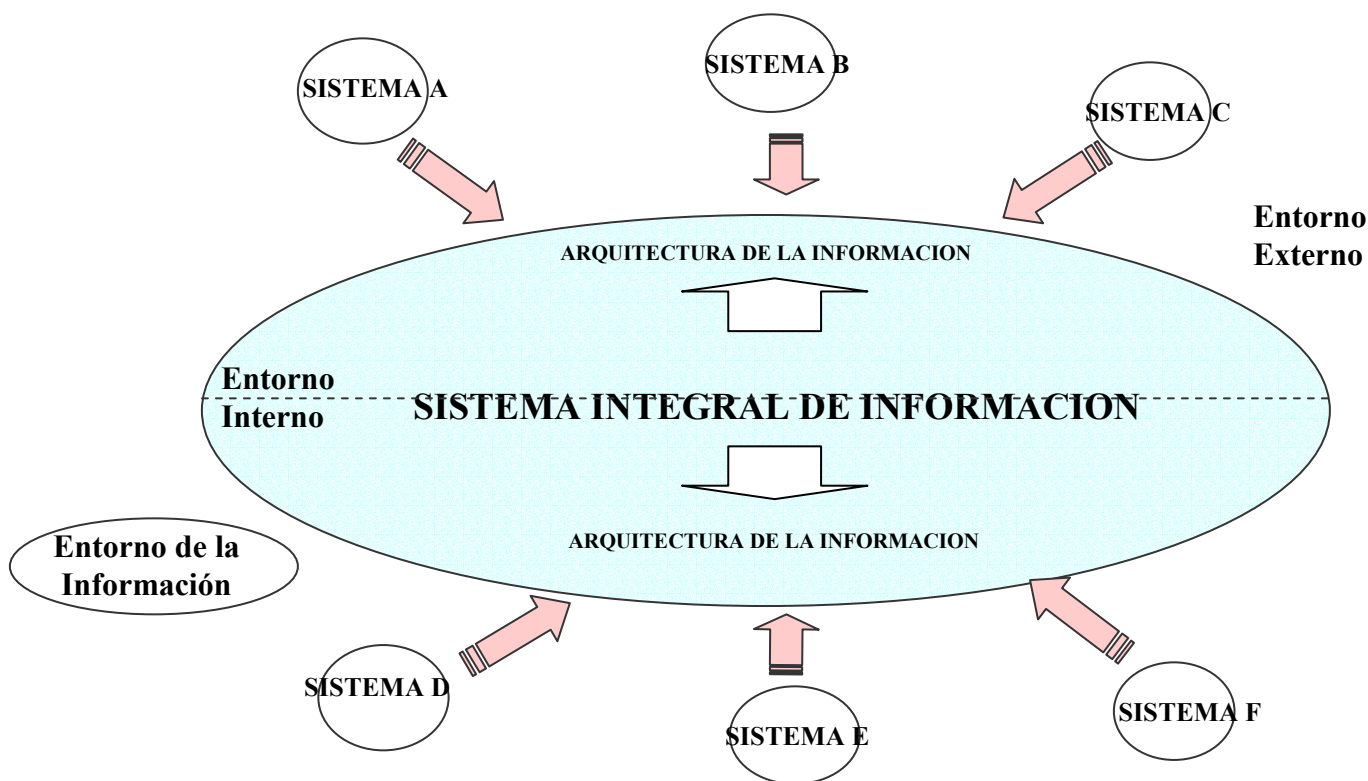 SISTEMA A
SISTEMA B
SISTEMA C
Entorno
Externo
ARQUITECTURA DE LA INFORMACION
Entorno
Interno
SISTEMA INTEGRAL DE INFORMACION
ARQUITECTURA DE LA INFORMACION
Entorno de la
Información
SISTEMA D
SISTEMA E
SISTEMA F